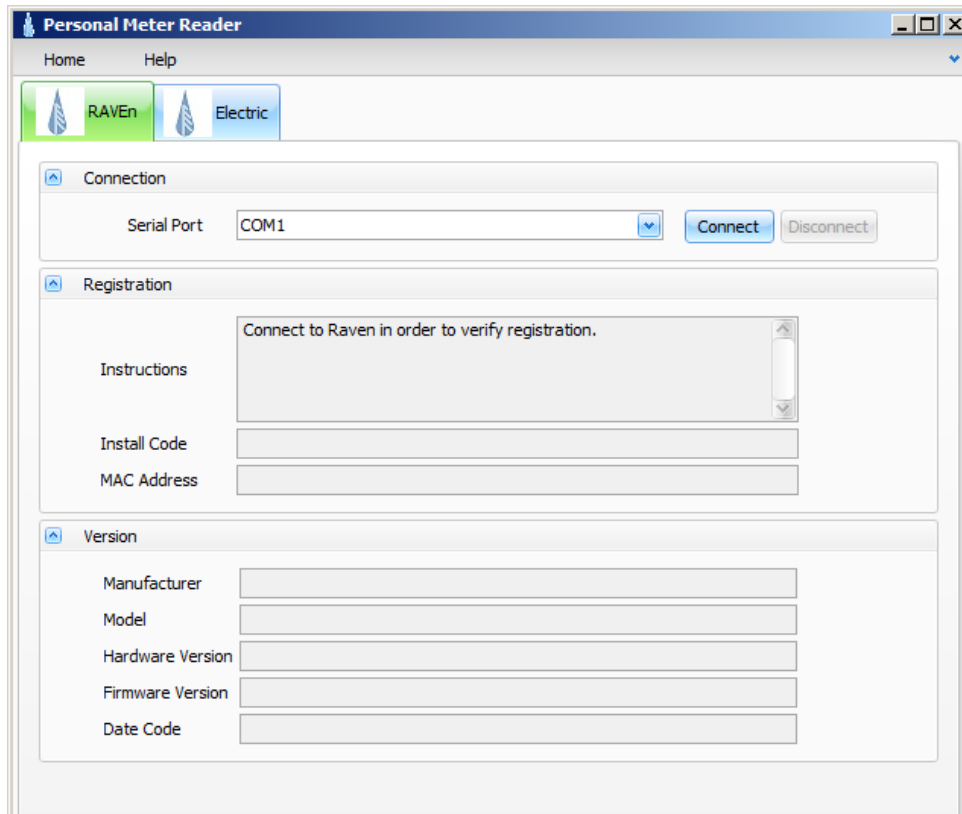 Personal Meter Reader
Home Help
RAVEn Electric
Connection
Serial Port COM1 Connect Disconnect
Registration
Instructions Connect to Raven in order to verify registration.
Install Code
MAC Address
Version
Manufacturer
Model
Hardware Version
Firmware Version
Date Code